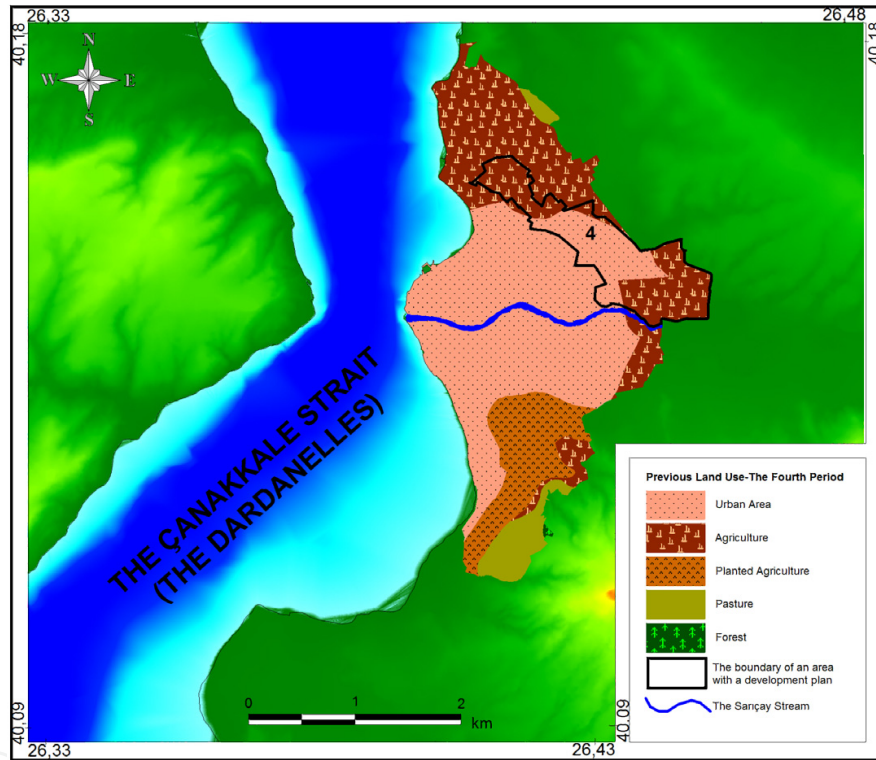 26,33
26,48
40,18
40,18
N
W
E
S
4
THE ÇANAKKALE STRAIT
(THE DARDANELLES)
Previous Land Use-The Fourth Period
Urban Area
Agriculture
Planted Agriculture
Pasture
Forest
The boundary of an area
with a development plan
The Sarıçay Stream
0
1
2
km
40,09
40,09
26,33
26,43